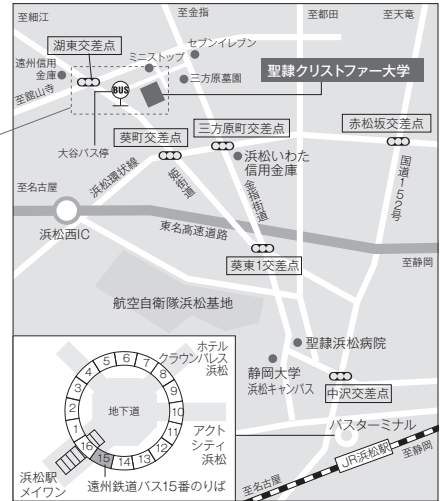 至細江
至金指
至都田
至天竜
湖東交差点
セブンイレブン
ミニストップ
遠州信用
金庫
BUS
三方原墓園
聖隷クリストファー大学
至舘山寺
大谷バス停
葵町交差点
三方原町交差点
赤松坂交差点
浜松いわた
信用金庫
浜松環状線
姫街道
金指街道
国道152号
至名古屋
浜松西IC
東名高速道路
至静岡
葵東1交差点
航空自衛隊浜松基地
聖隷浜松病院
静岡大学
浜松キャンパス
中沢交差点
バスターミナル
JR浜松駅
至名古屋
至静岡
ホテル
クラウンパレス
浜松
アクト
シティ
浜松
地下道
1
2
3
4
5
6
7
8
9
10
11
12
13
14
15
16
浜松駅
メイワン
遠州鉄道バス15番のりば